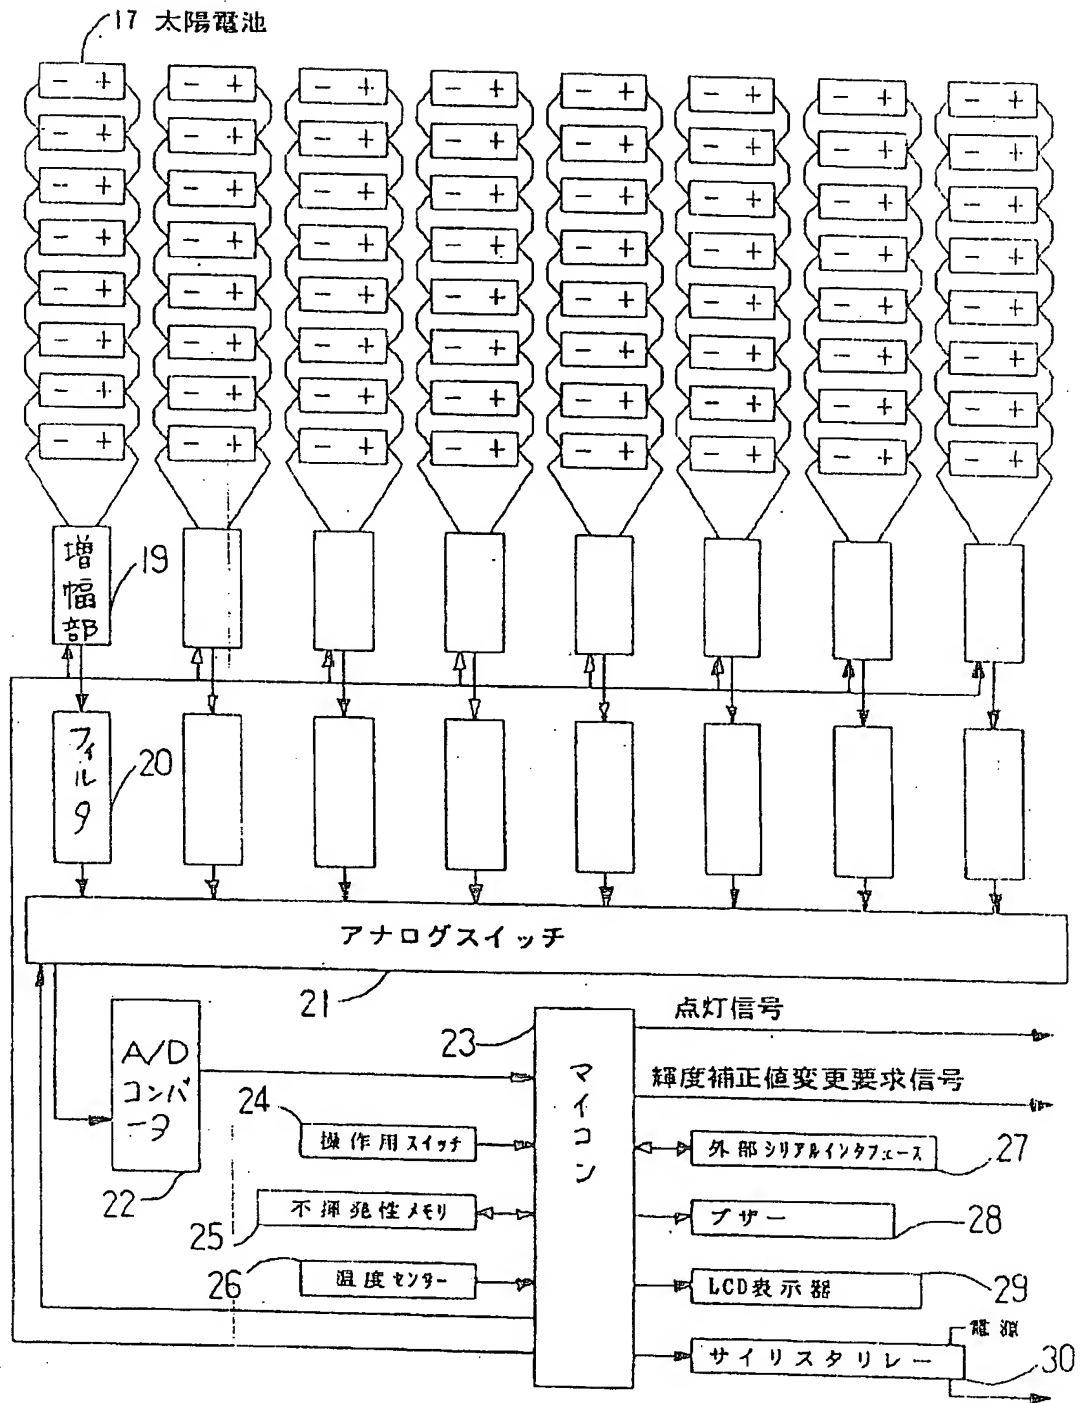 17 太陽電池
増幅部
19
フィルタ
20
アナログスイッチ
21
点灯信号
23
A/D
コンバ
ータ
マイコン
輝度補正値変更要求信号
24
操作用スイッチ
外部シリアルインタフェース
27
22
不揮発性メモリ
25
ブザー
28
26
温度センター
LCD表示器
29
電源
サイリスタリレー
30